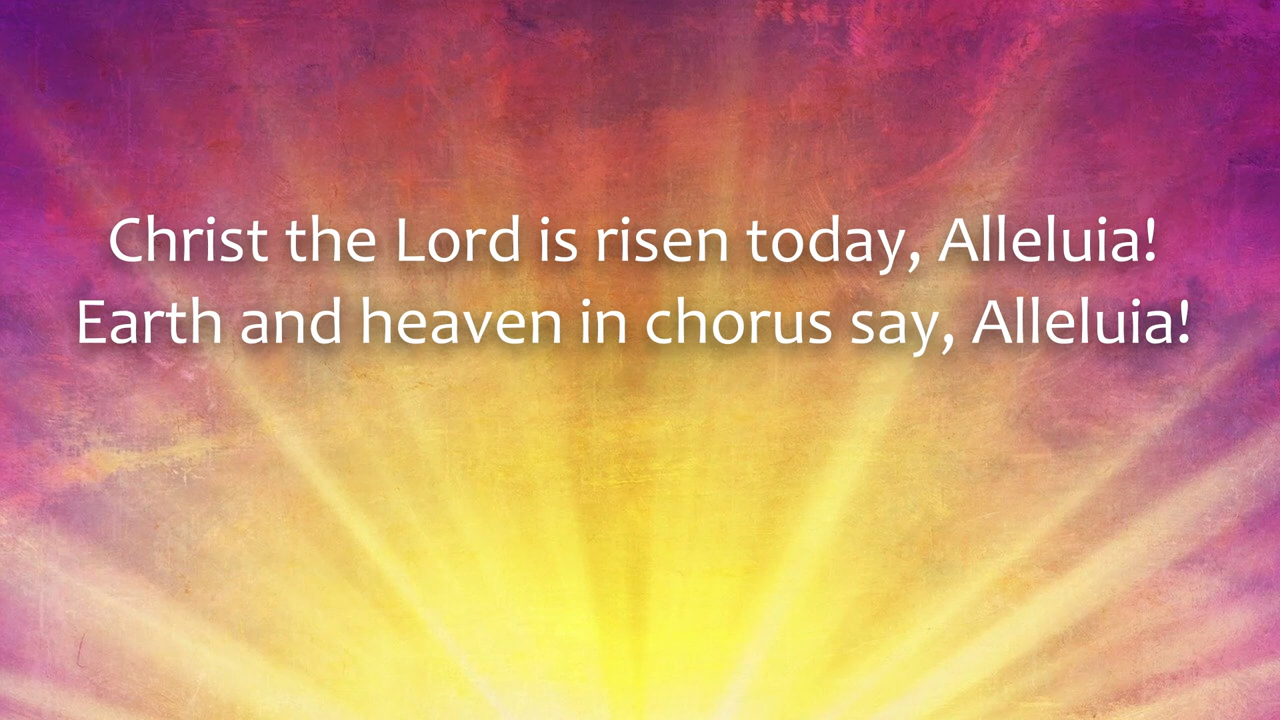 Christ the Lord is risen today, Alleluia!
Earth and heaven in chorus say, Alleluia!